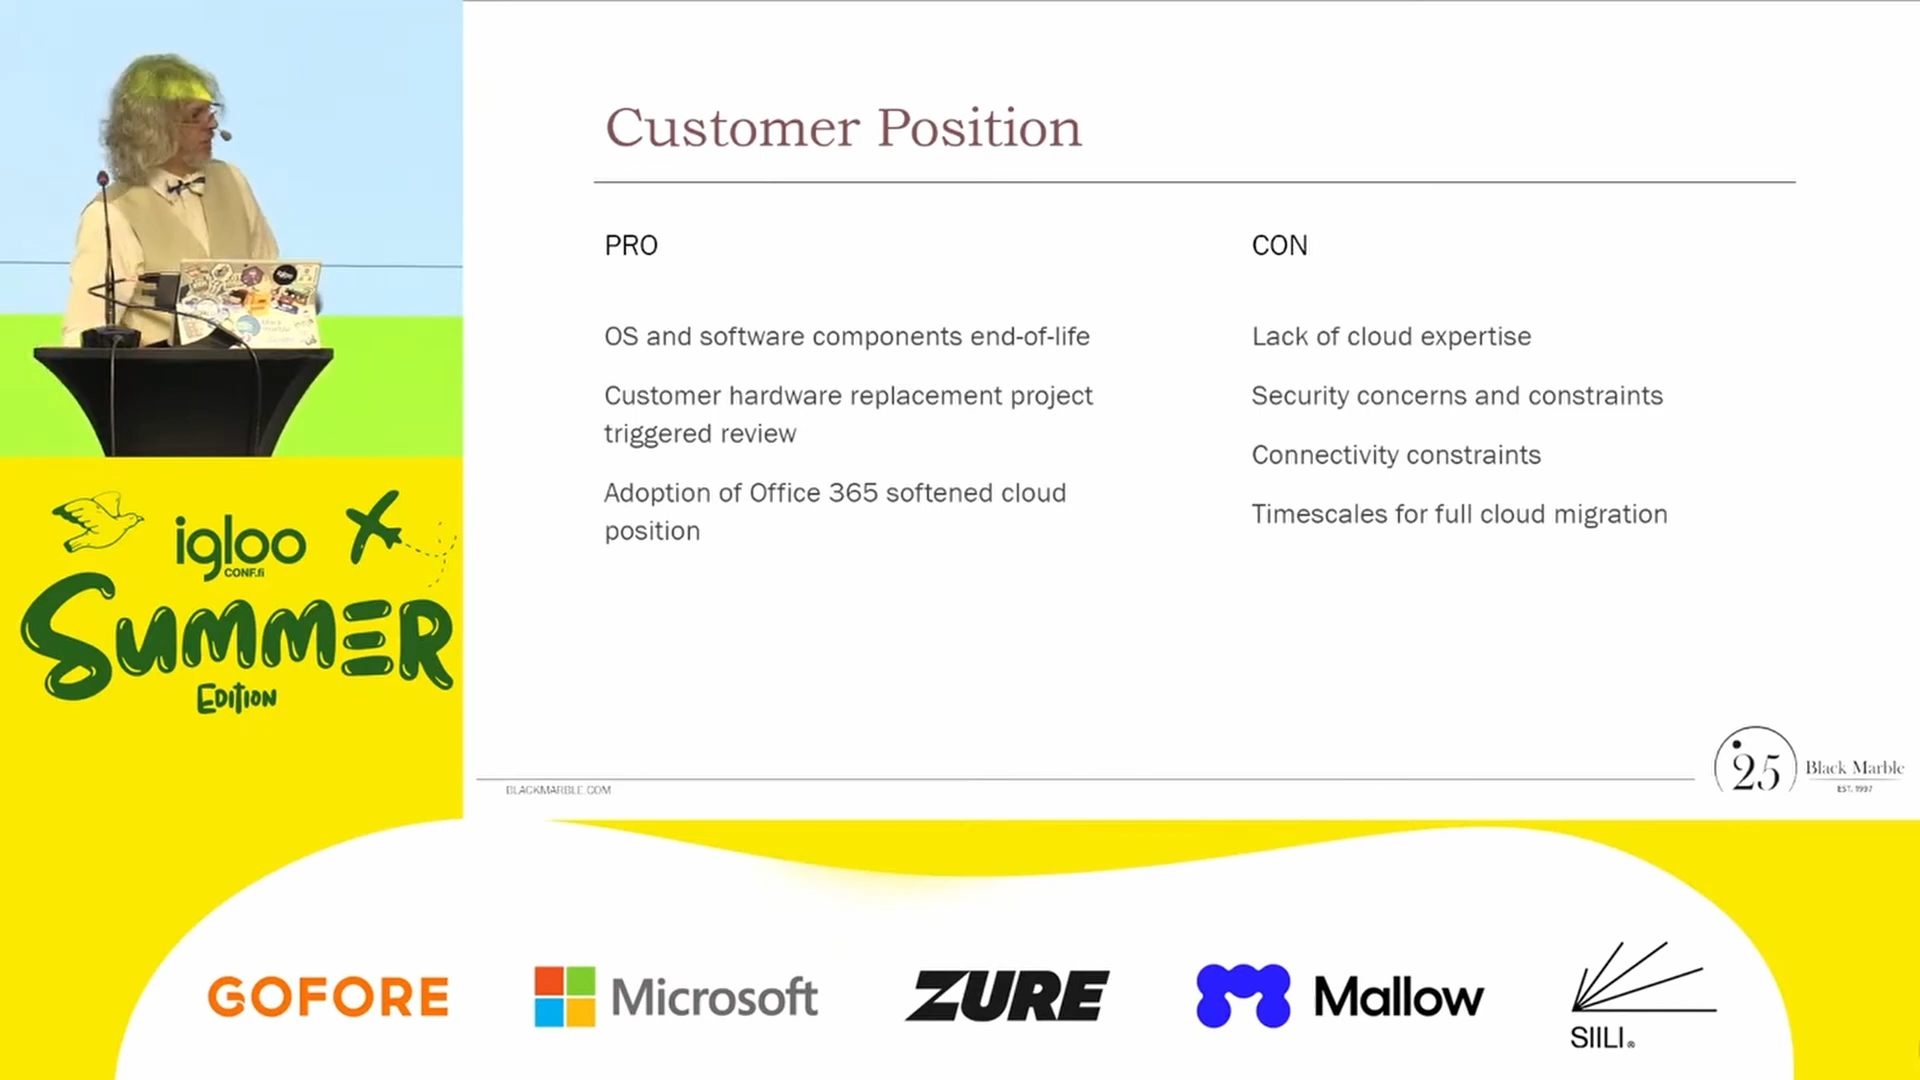 Customer Position
PRO
OS and software components end-of-life
Customer hardware replacement project
triggered review
Adoption of Office 365 softened cloud
position
CON
Lack of cloud expertise
Security concerns and constraints
Connectivity constraints
Timescales for full cloud migration
BLACKMARBLE.COM
25
Black Marble
EST. 1997
igloo
CONF.fi
SUMMER
EDITION
GOFORE
Microsoft
ZURE
Mallow
SIILI®